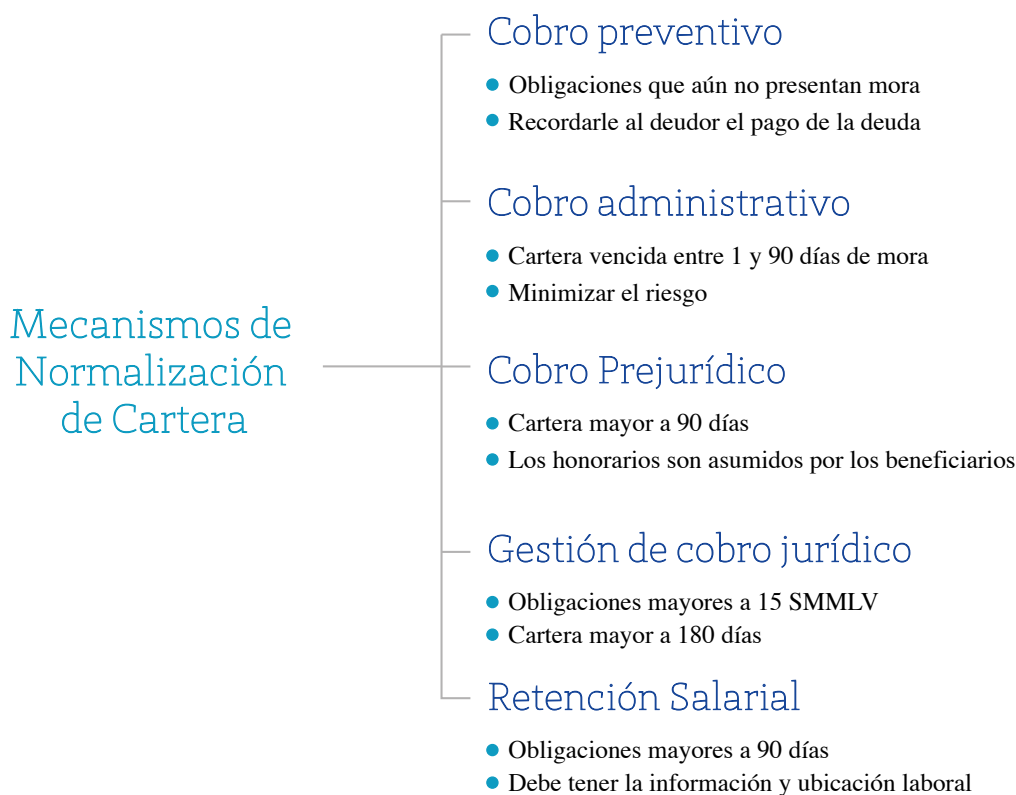 Mecanismos de
Normalización
de Cartera
Cobro preventivo
Obligaciones que aún no presentan mora
Recordarle al deudor el pago de la deuda
Cobro administrativo
Cartera vencida entre 1 y 90 días de mora
Minimizar el riesgo
Cobro Prejurídico
Cartera mayor a 90 días
Los honorarios son asumidos por los beneficiarios
Gestión de cobro jurídico
Obligaciones mayores a 15 SMMLV
Cartera mayor a 180 días
Retención Salarial
Obligaciones mayores a 90 días
Debe tener la información y ubicación laboral